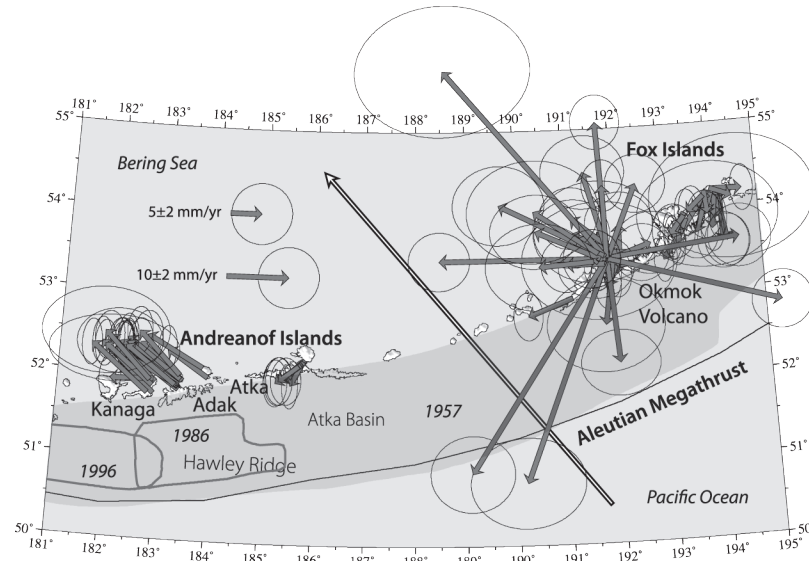 181° 182° 183° 184° 185° 186° 187° 188° 189° 190° 191° 192° 193° 194° 195°
55° 55°
Bering Sea
Fox Islands
54° 54°
5±2 mm/yr
10±2 mm/yr
53° 53°
Okmok
Volcano
Andreanof Islands
52° 52°
Kanaga
Adak
Atka
Atka Basin
1957
Aleutian Megathrust
1986
51° 51°
1996
Hawley Ridge
Pacific Ocean
50° 50°
181° 182° 183° 184° 185° 186° 187° 188° 189° 190° 191° 192° 193° 194° 195°